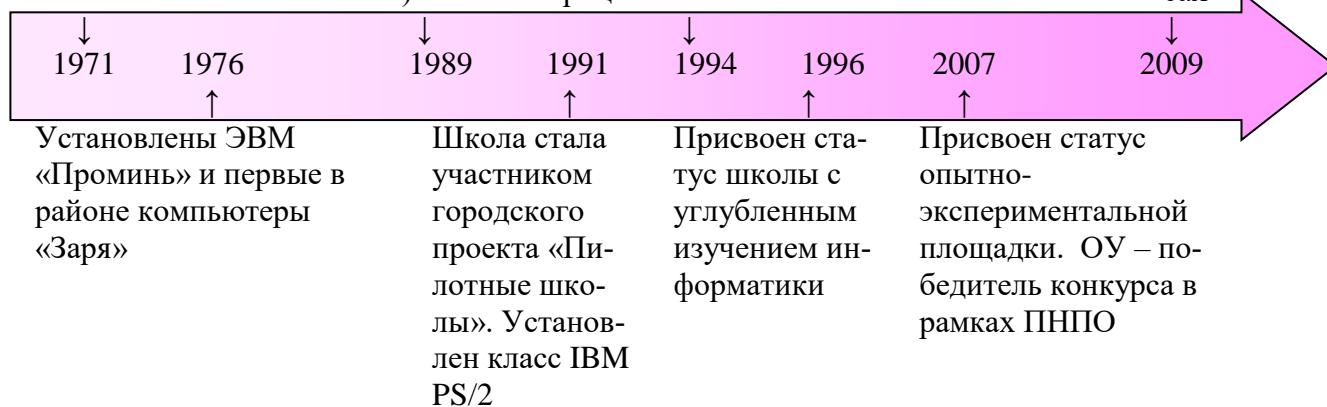 1971 1976 1989 1991 1994 1996 2007 2009
Установлены ЭВМ
«Проминь» и первые в
районе компьютеры
«Заря»
Школа стала
участником
городского
проекта «Пи-
лотные шко-
лы». Установ-
лен класс IBM
PS/2
Присвоен ста-
тус школы с
углубленным
изучением ин-
форматики
Присвоен статус
опытно-
экспериментальной
площадки. ОУ – по-
бедитель конкурса в
рамках ПНПО